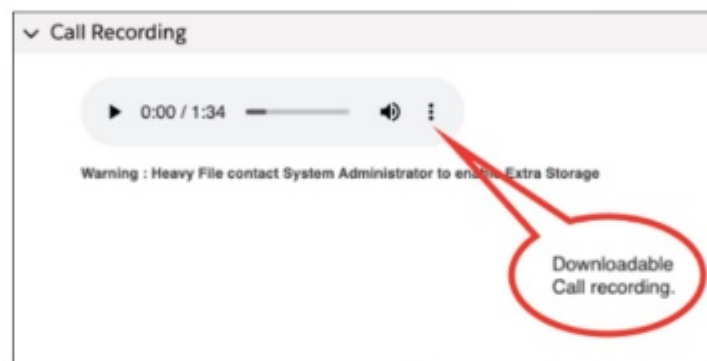 Call Recording
0:00 / 1:34
Warning : Heavy File contact System Administrator to enable Extra Storage
Downloadable
Call recording.